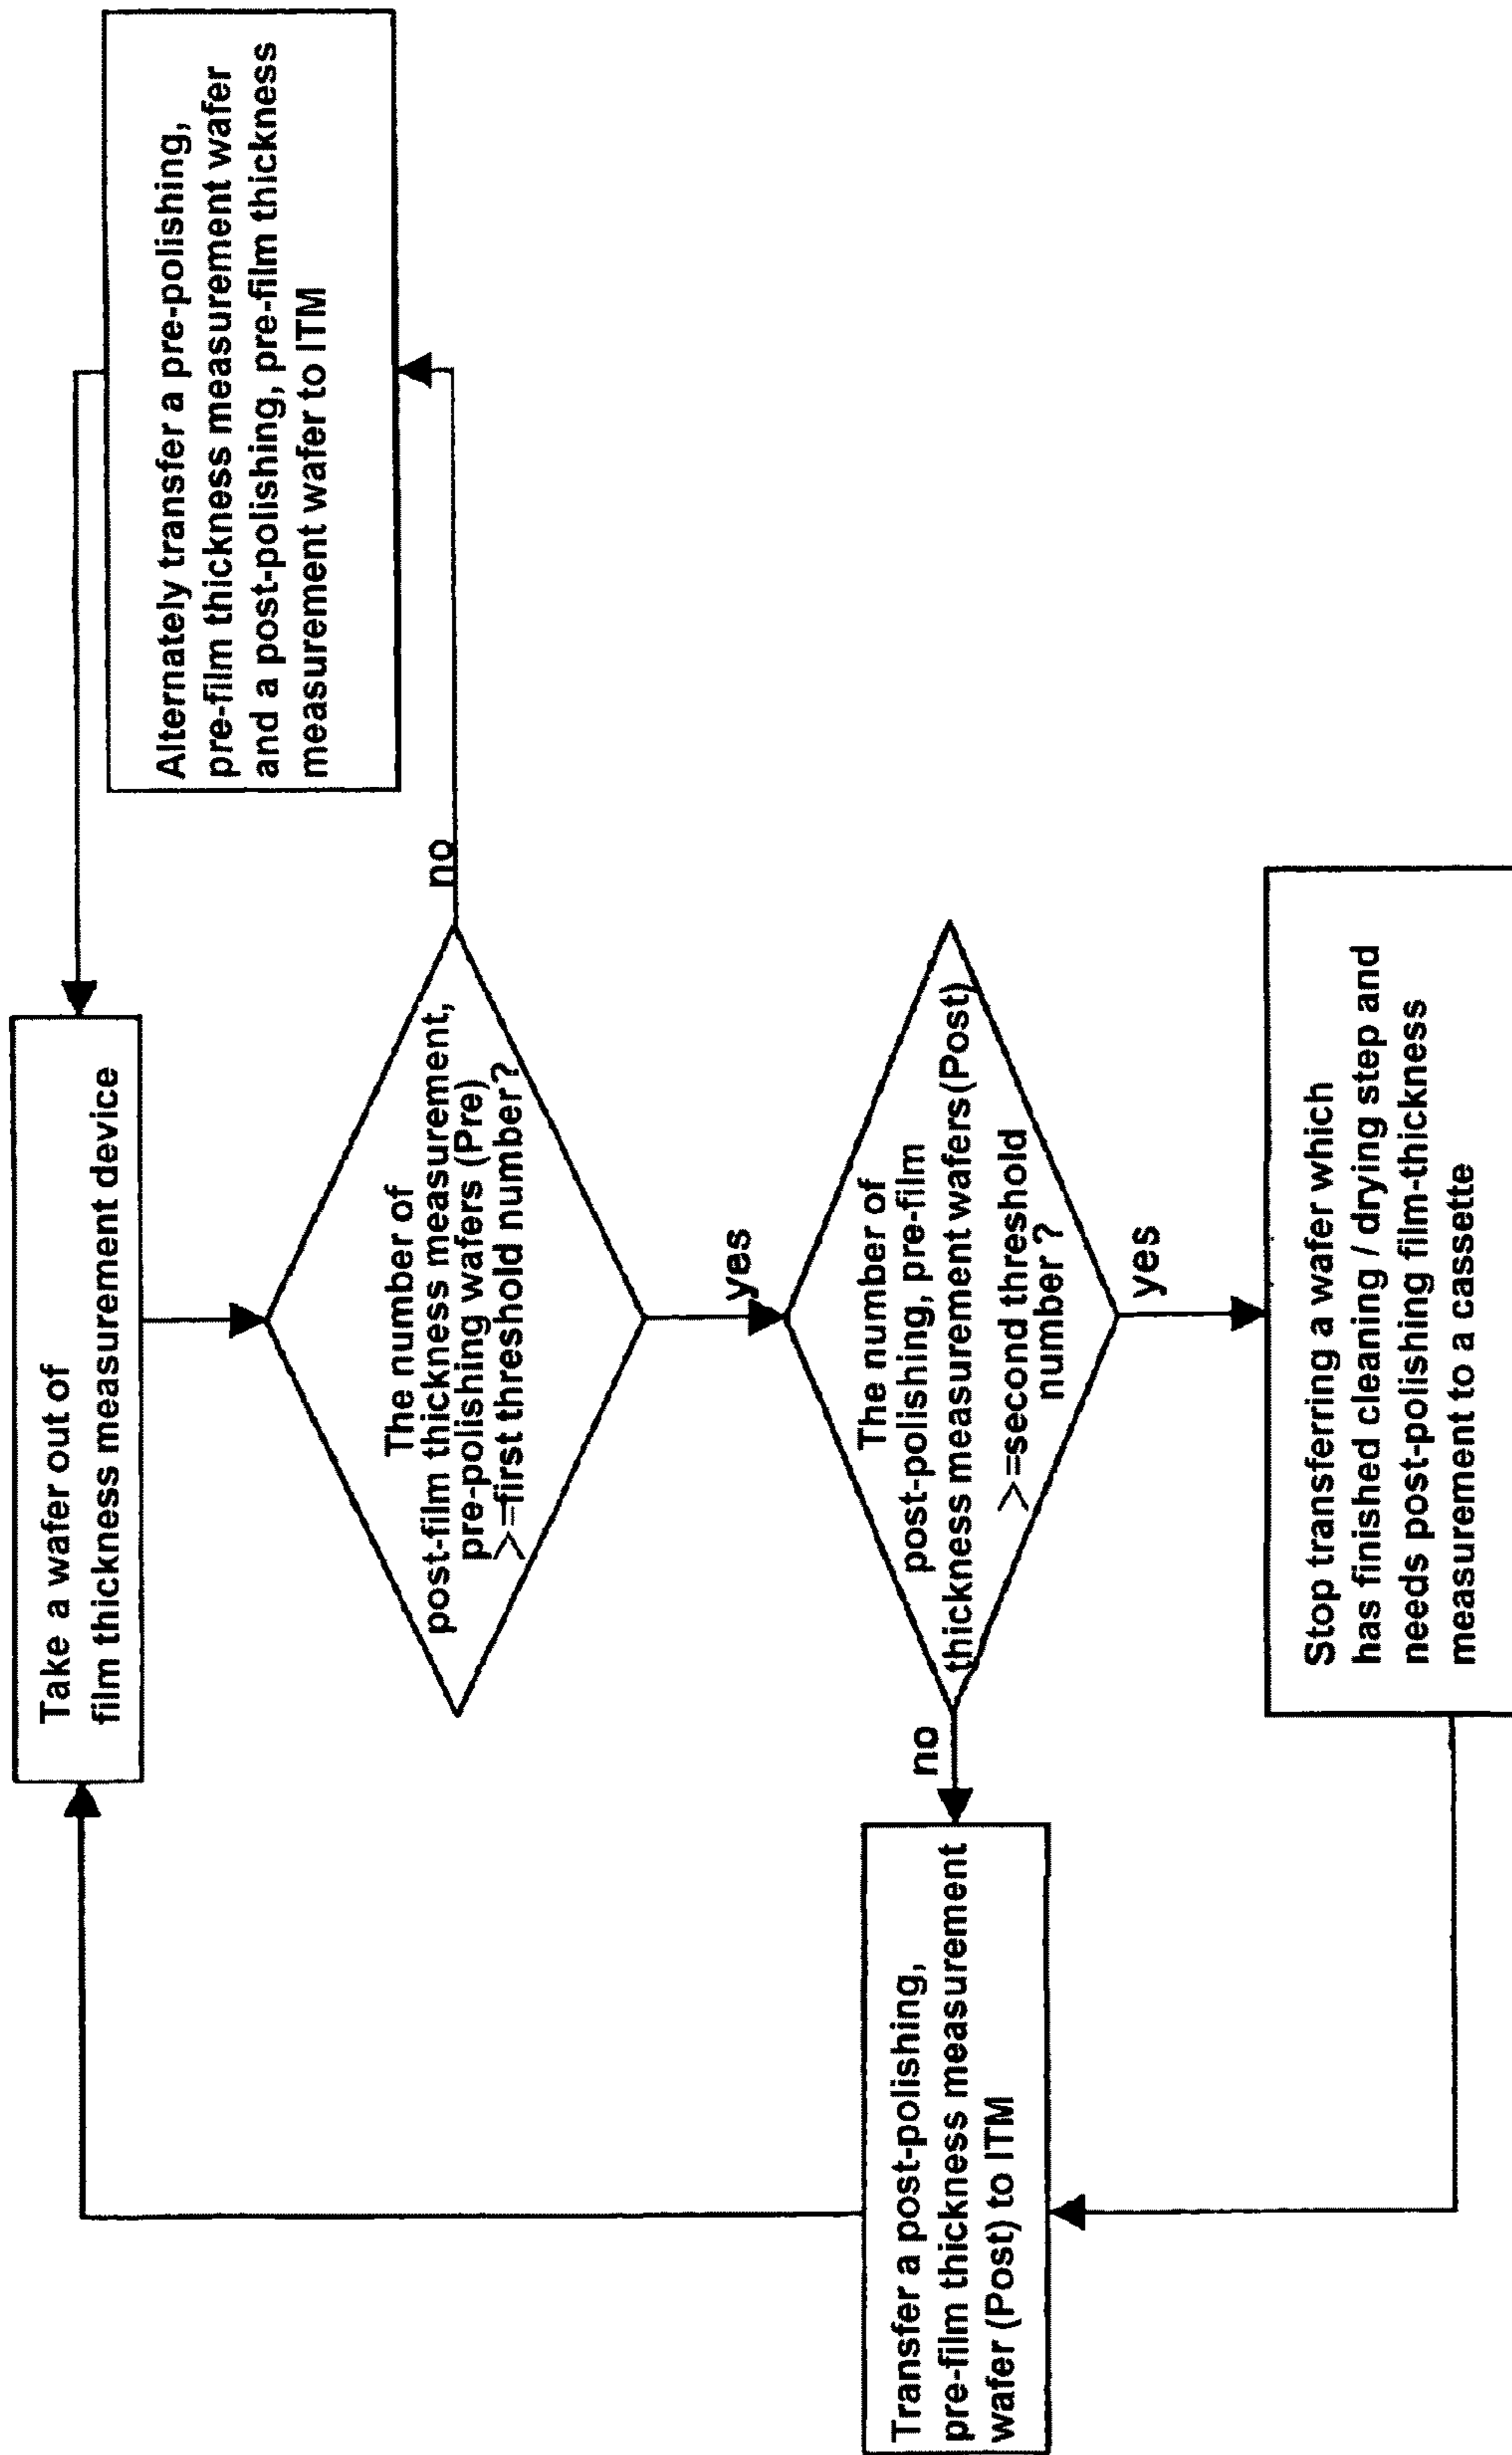 Take a wafer out of
film thickness measurement device
Alternately transfer a pre-polishing,
pre-film thickness measurement wafer
and a post-polishing, pre-film thickness
measurement wafer to ITM
The number of
post-film thickness measurement,
pre-polishing wafers (Pre)
>=first threshold number?
no
yes
The number of
post-polishing, pre-film
thickness measurement wafers(Post)
>=second threshold
number ?
no
yes
Transfer a post-polishing,
pre-film thickness measurement
wafer (Post) to ITM
Stop transferring a wafer which
has finished cleaning / drying step and
needs post-polishing film-thickness
measurement to a cassette